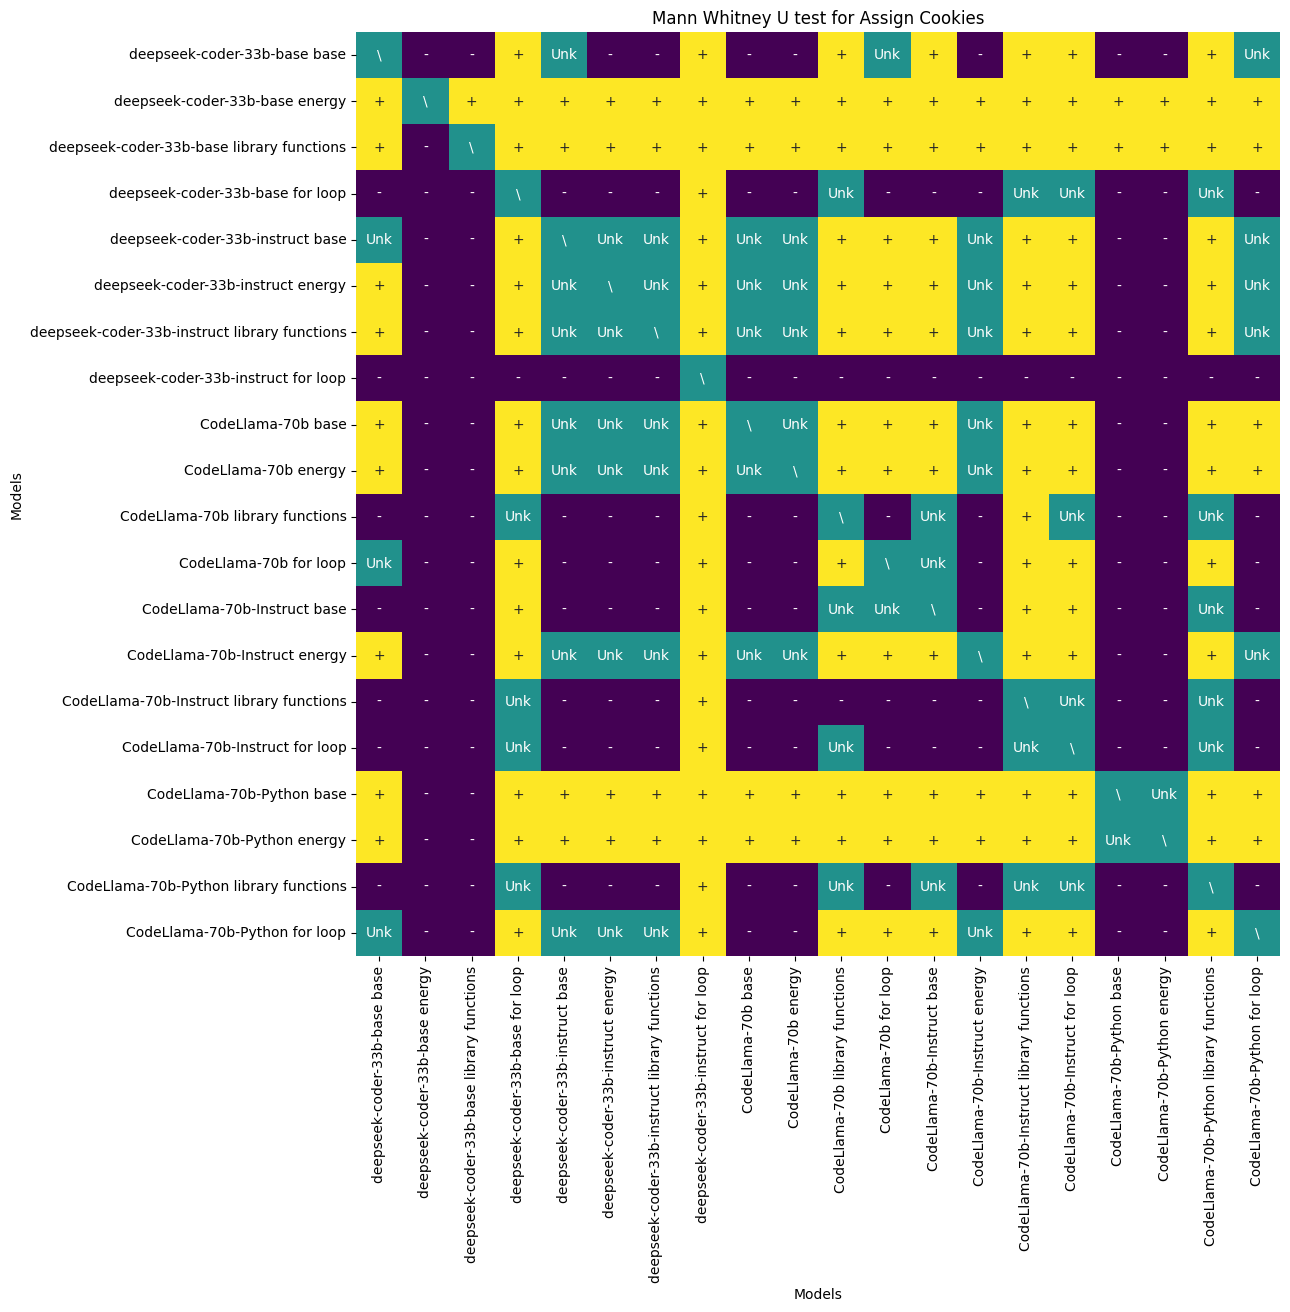 Mann Whitney U test for Assign Cookies
deepseek-coder-33b-base base \ - - + Unk - - + - - + Unk + - + + - - + Unk
deepseek-coder-33b-base energy + \ + + + + + + + + + + + + + + + + + +
deepseek-coder-33b-base library functions + - \ + + + + + + + + + + + + + + + + +
deepseek-coder-33b-base for loop - - - \ - - - + - - Unk - - - Unk Unk - - Unk -
deepseek-coder-33b-instruct base Unk - - + \ Unk Unk + Unk Unk + + + Unk + + - - + Unk
deepseek-coder-33b-instruct energy + - - + Unk \ Unk + Unk Unk + + + Unk + + - - + Unk
deepseek-coder-33b-instruct library functions + - - + Unk Unk \ + Unk Unk + + + Unk + + - - + Unk
deepseek-coder-33b-instruct for loop - - - - - - - \ - - - - - - - - - - - -
CodeLlama-70b base + - - + Unk Unk Unk + \ Unk + + + Unk + + - - + +
CodeLlama-70b energy + - - + Unk Unk Unk + Unk \ + + + Unk + + - - + +
CodeLlama-70b library functions - - - Unk - - - + - - \ - Unk - + Unk - - Unk -
CodeLlama-70b for loop Unk - - + - - - + - - + \ Unk - + + - - + -
CodeLlama-70b-Instruct base - - - + - - - + - - Unk Unk \ - + + - - Unk -
CodeLlama-70b-Instruct energy + - - + Unk Unk Unk + Unk Unk + + + \ + + - - + Unk
CodeLlama-70b-Instruct library functions - - - Unk - - - + - - - - - - \ Unk - - Unk -
CodeLlama-70b-Instruct for loop - - - Unk - - - + - - Unk - - - Unk \ - - Unk -
CodeLlama-70b-Python base + - - + + + + + + + + + + + + + \ Unk + +
CodeLlama-70b-Python energy + - - + + + + + + + + + + + + + Unk \ + +
CodeLlama-70b-Python library functions - - - Unk - - - + - - Unk - Unk - Unk Unk - - \ -
CodeLlama-70b-Python for loop Unk - - + Unk Unk Unk + - - + + + Unk + + - - + \
Models
deepseek-coder-33b-base base
deepseek-coder-33b-base energy
deepseek-coder-33b-base library functions
deepseek-coder-33b-base for loop
deepseek-coder-33b-instruct base
deepseek-coder-33b-instruct energy
deepseek-coder-33b-instruct library functions
deepseek-coder-33b-instruct for loop
CodeLlama-70b base
CodeLlama-70b energy
CodeLlama-70b library functions
CodeLlama-70b for loop
CodeLlama-70b-Instruct base
CodeLlama-70b-Instruct energy
CodeLlama-70b-Instruct library functions
CodeLlama-70b-Instruct for loop
CodeLlama-70b-Python base
CodeLlama-70b-Python energy
CodeLlama-70b-Python library functions
CodeLlama-70b-Python for loop
Models